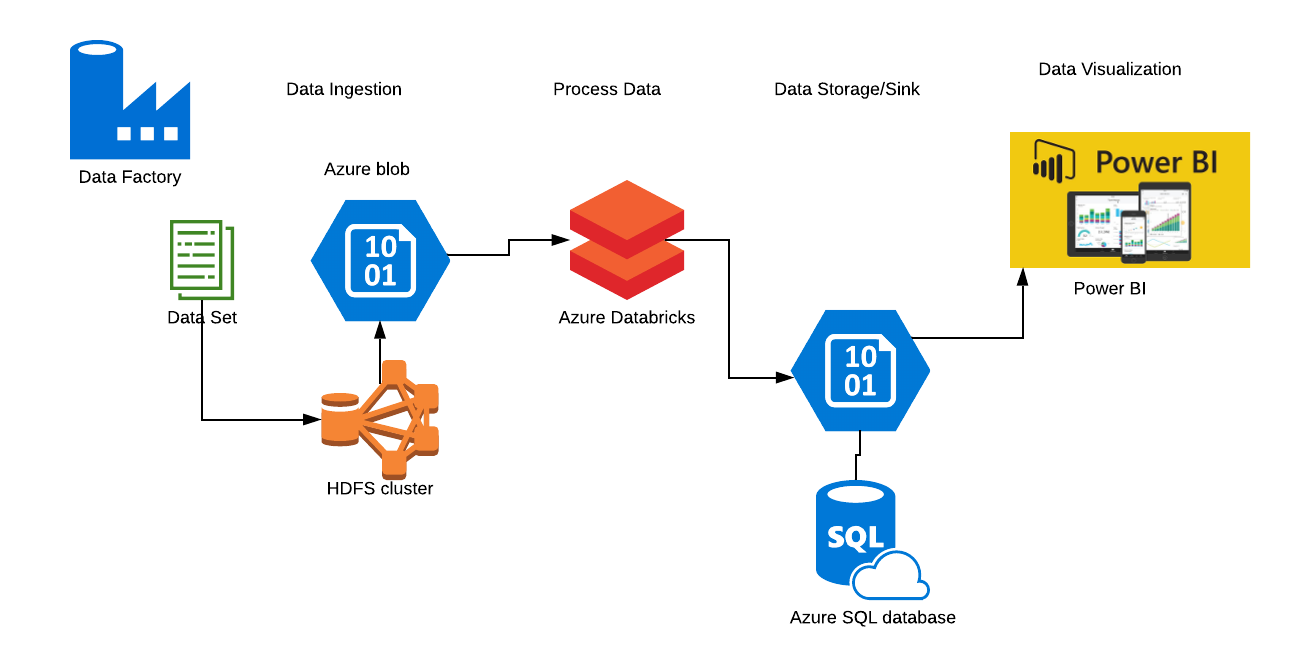 Data Visualization
Data Ingestion
Process Data
Data Storage/Sink
Data Factory
Azure blob
Power BI
10
01
Data Set
Azure Databricks
Power BI
10
01
HDFS cluster
SQL
Azure SQL database